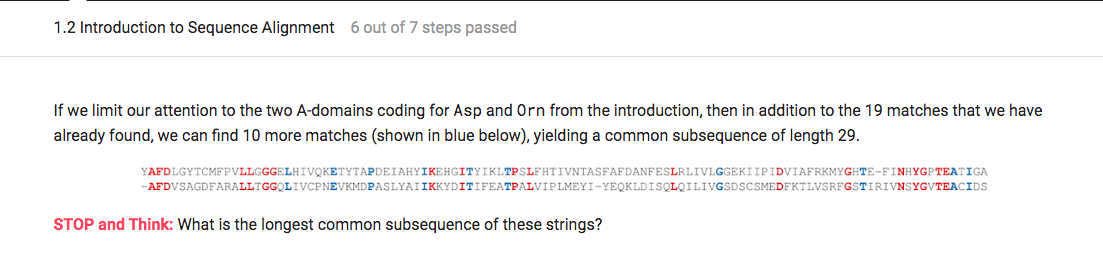 1.2 Introduction to Sequence Alignment 6 out of 7 steps passed
If we limit our attention to the two A-domains coding for Asp and Orn from the introduction, then in addition to the 19 matches that we have
already found, we can find 10 more matches (shown in blue below), yielding a common subsequence of length 29.
YAFDLGYTCMFPVLLGGGELHIVQKETYTAPDEIAHYIKEHGITYIKLTPSLFHTIVNTASFAFDANFESLRLIVLGGEKIIPIDVIAFRKMYGHTE-FINHYGPTEATIGA
-AFDVSAGDFARALLTGGQLIVCPNEVKMDPASLYAIIKKYDITIFEATPALVIPLMEYI-YEQKLDISQLQILIVGSDSCSMEDFKTLVSRFGSTIRIVNSYGVTEACIDS
STOP and Think: What is the longest common subsequence of these strings?